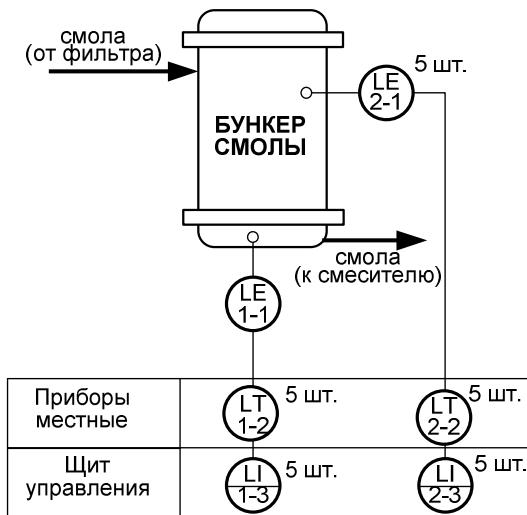 смола
(от фильтра)
5 шт.
LE
2-1
БУНКЕР
СМОЛЫ
смола
(к смесителю)
LE
1-1
Приборы
местные
LT
1-2
5 шт.
LT
2-2
5 шт.
Щит
управления
LI
1-3
5 шт.
LI
2-3
5 шт.